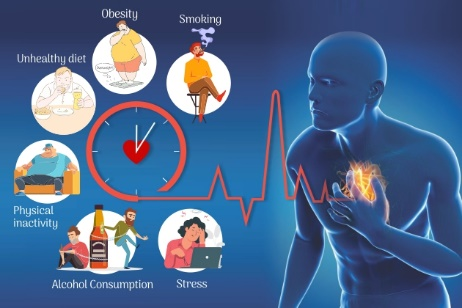 Obesity
Smoking
Unhealthy diet
Physical
inactivity
Alcohol Consumption
Stress